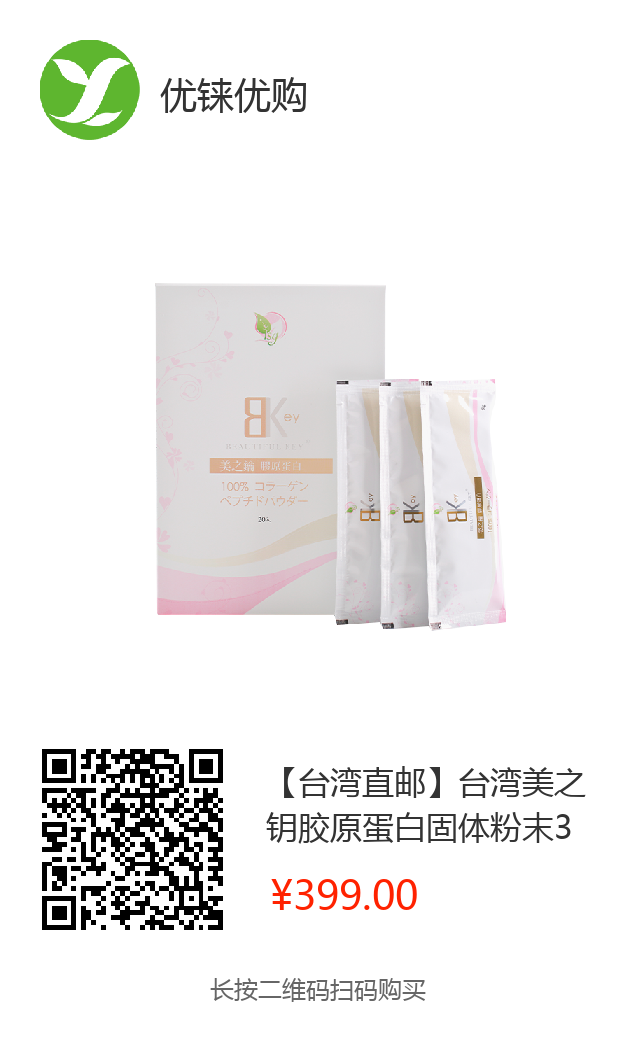 优铼优购
BKey
美之鑰 膠原蛋白
100% コラーゲン
ペプチドパウダー
【台湾直邮】台湾美之
钥胶原蛋白固体粉末3
¥399.00
长按二维码扫码购买